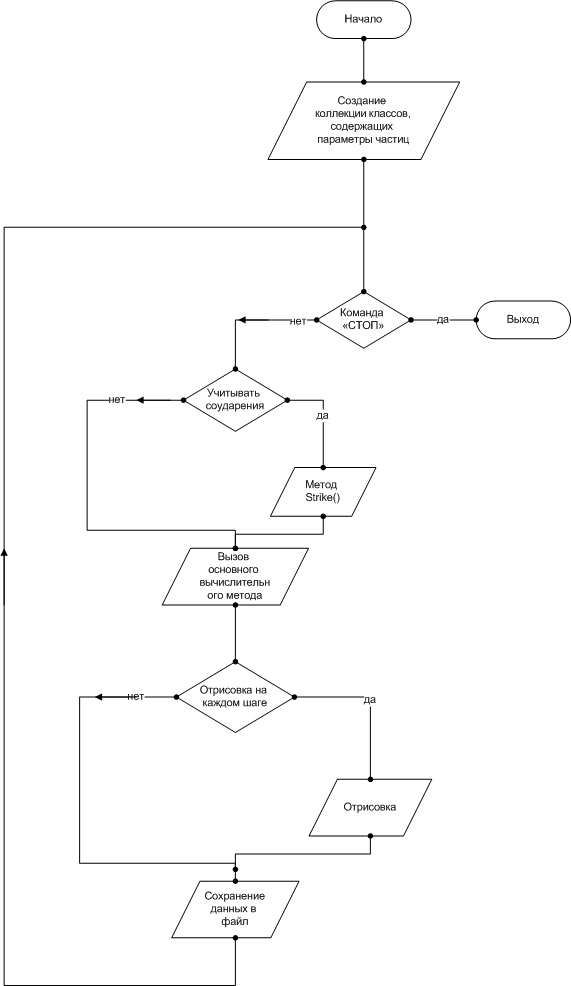 Начало
Создание
коллекции классов,
содержащих
параметры частиц
Команда
«СТОП»
нет
да
Выход
Учитывать
соударения
нет
да
Метод
Strike()
Вызов
основного
вычислительн
ого метода
Отрисовка на
каждом шаге
нет
да
Отрисовка
Сохранение
данных в
файл